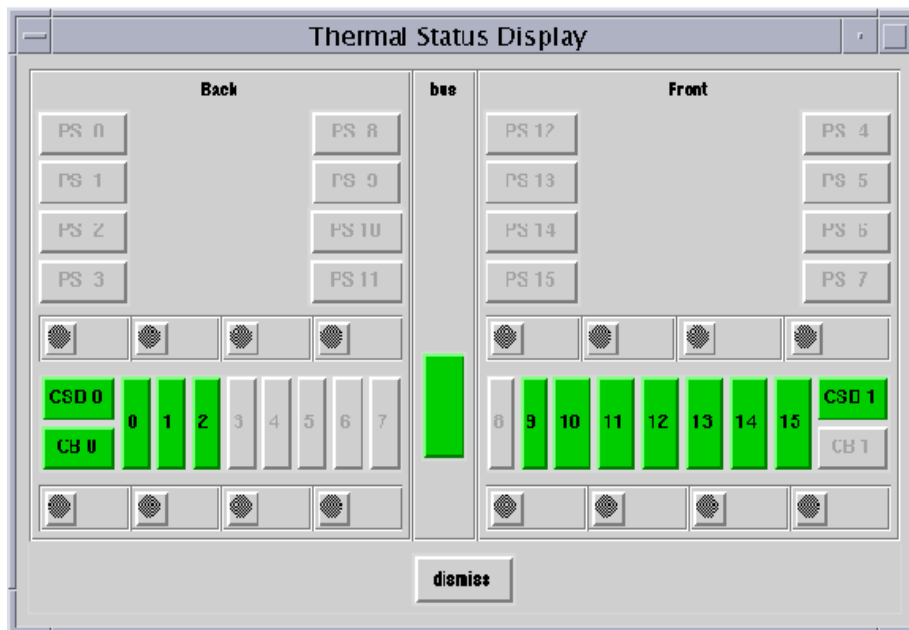 Thermal Status Display
Back
bus
Front
PS 0
PS 8
PS 12
PS 4
PS 1
PS 9
PS 13
PS 5
PS 2
PS 10
PS 14
PS 6
PS 3
PS 11
PS 15
PS 7
CSD 0
CSD 1
0 1 2 3 4 5 6 7
8 9 10 11 12 13 14 15
CB 0
CB 1
dismiss